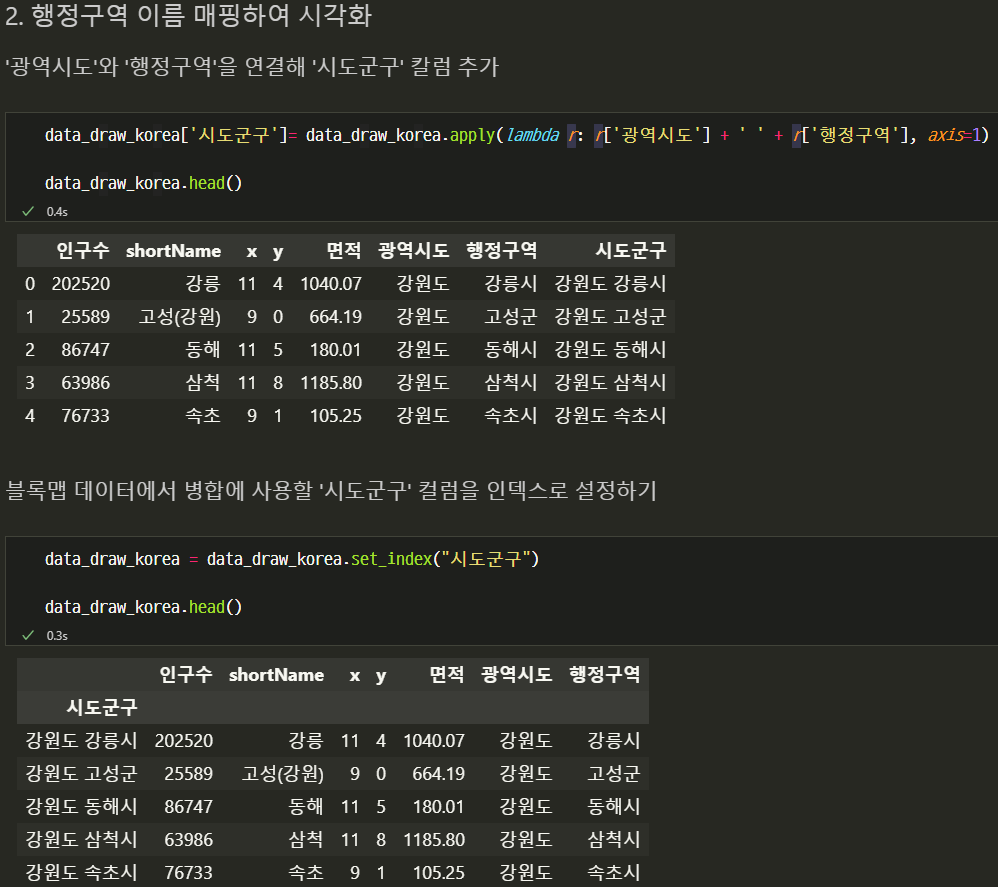 2. 행정구역 이름 매핑하여 시각화
'광역시도'와 '행정구역'을 연결해 '시도군구' 칼럼 추가
data_draw_korea['시도군구']= data_draw_korea.apply(lambda r: r['광역시도'] + ' ' + r['행정구역'], axis=1)
data_draw_korea.head()
✓ 0.4s
인구수 shortName x y 면적 광역시도 행정구역 시도군구
0 202520 강릉 11 4 1040.07 강원도 강릉시 강원도 강릉시
1 25589 고성(강원) 9 0 664.19 강원도 고성군 강원도 고성군
2 86747 동해 11 5 180.01 강원도 동해시 강원도 동해시
3 63986 삼척 11 8 1185.80 강원도 삼척시 강원도 삼척시
4 76733 속초 9 1 105.25 강원도 속초시 강원도 속초시
블록맵 데이터에서 병합에 사용할 '시도군구' 컬럼을 인덱스로 설정하기
data_draw_korea = data_draw_korea.set_index("시도군구")
data_draw_korea.head()
✓ 0.3s
인구수 shortName x y 면적 광역시도 행정구역
시도군구
강원도 강릉시 202520 강릉 11 4 1040.07 강원도 강릉시
강원도 고성군 25589 고성(강원) 9 0 664.19 강원도 고성군
강원도 동해시 86747 동해 11 5 180.01 강원도 동해시
강원도 삼척시 63986 삼척 11 8 1185.80 강원도 삼척시
강원도 속초시 76733 속초 9 1 105.25 강원도 속초시